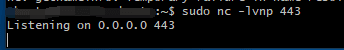 :~$ sudo nc -lvnp 443
Listening on 0.0.0.0 443